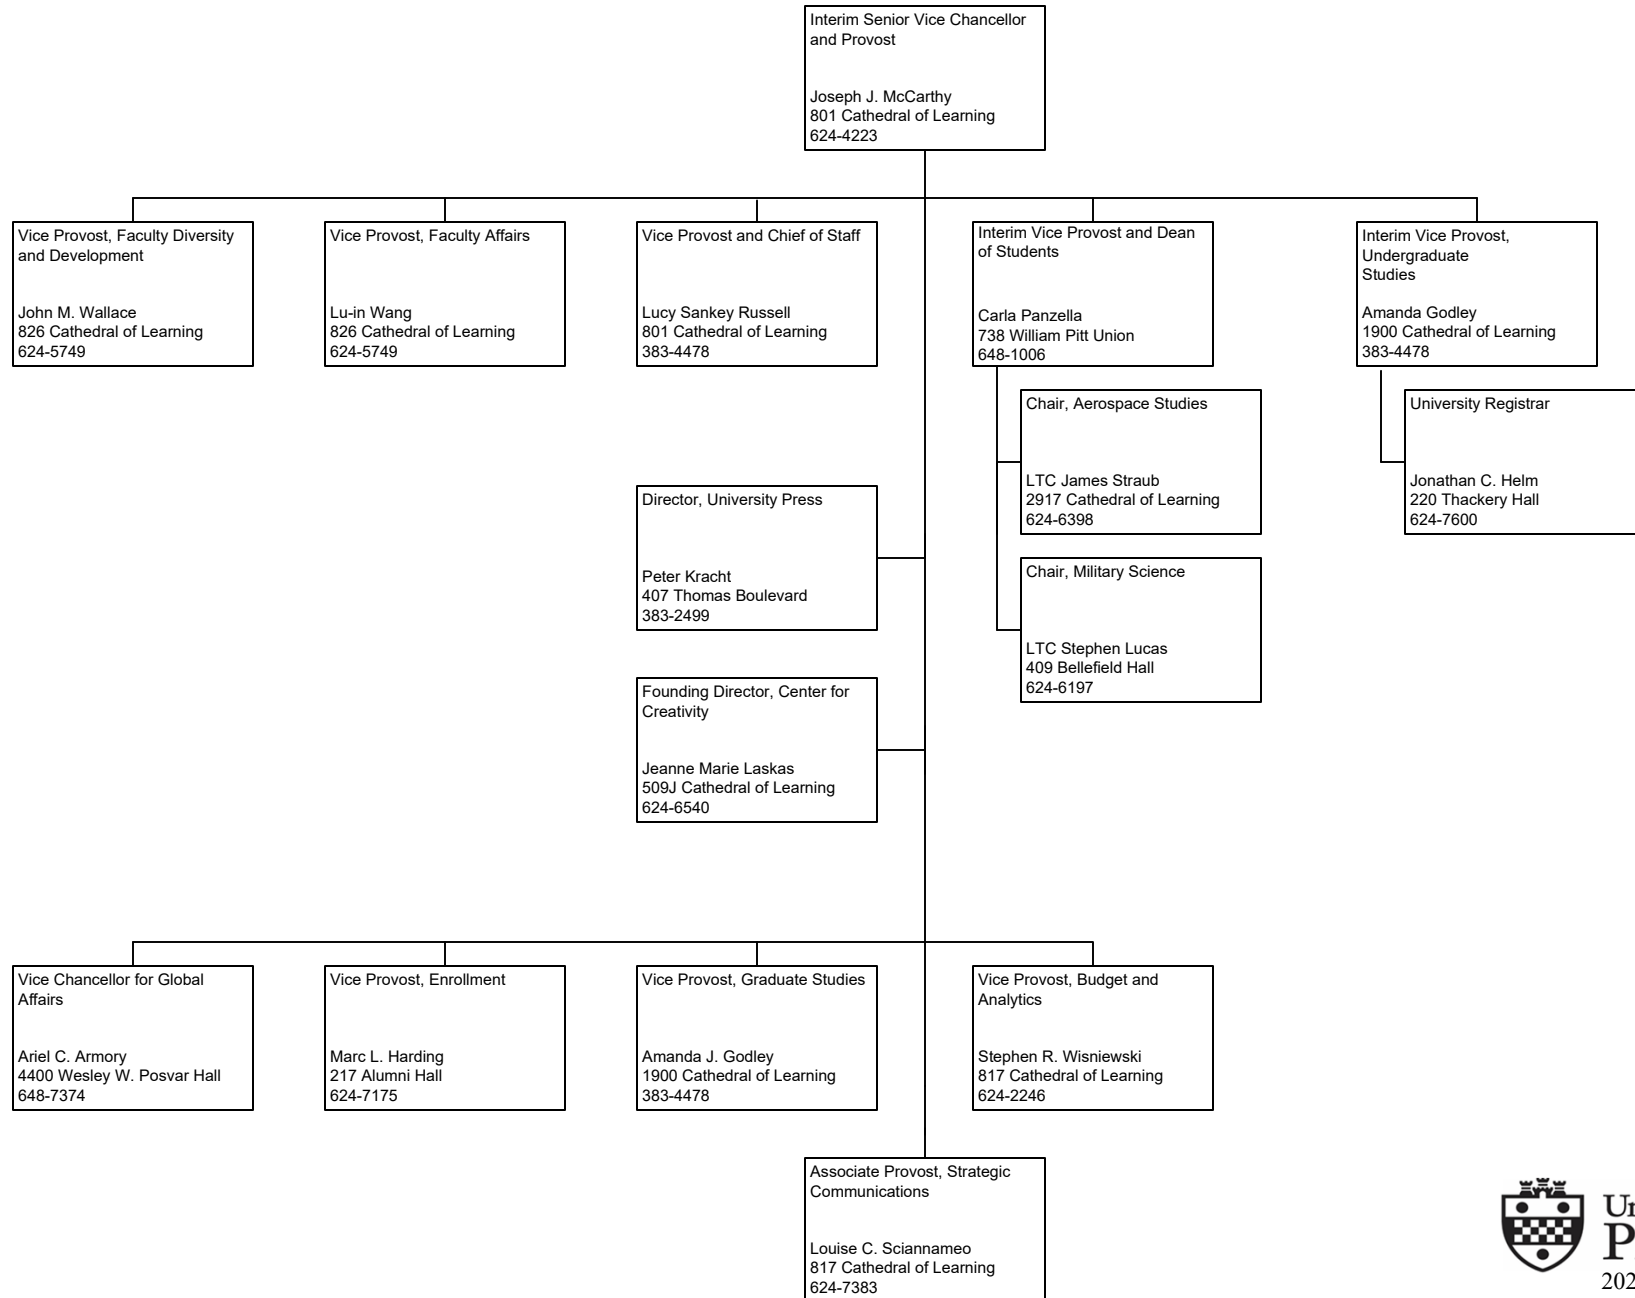 Interim Senior Vice Chancellor
and Provost
Joseph J. McCarthy
801 Cathedral of Learning
624-4223
Vice Provost, Faculty Diversity
and Development
John M. Wallace
826 Cathedral of Learning
624-5749
Vice Provost, Faculty Affairs
Lu-in Wang
826 Cathedral of Learning
624-5749
Vice Provost and Chief of Staff
Lucy Sankey Russell
801 Cathedral of Learning
383-4478
Interim Vice Provost and Dean
of Students
Carla Panzella
738 William Pitt Union
648-1006
Interim Vice Provost,
Undergraduate
Studies
Amanda Godley
1900 Cathedral of Learning
383-4478
Chair, Aerospace Studies
LTC James Straub
2917 Cathedral of Learning
624-6398
University Registrar
Jonathan C. Helm
220 Thackery Hall
624-7600
Director, University Press
Peter Kracht
407 Thomas Boulevard
383-2499
Chair, Military Science
LTC Stephen Lucas
409 Bellefield Hall
624-6197
Founding Director, Center for
Creativity
Jeanne Marie Laskas
509J Cathedral of Learning
624-6540
Vice Chancellor for Global
Affairs
Ariel C. Armory
4400 Wesley W. Posvar Hall
648-7374
Vice Provost, Enrollment
Marc L. Harding
217 Alumni Hall
624-7175
Vice Provost, Graduate Studies
Amanda J. Godley
1900 Cathedral of Learning
383-4478
Vice Provost, Budget and
Analytics
Stephen R. Wisniewski
817 Cathedral of Learning
624-2246
Associate Provost, Strategic
Communications
Louise C. Sciannameo
817 Cathedral of Learning
624-7383